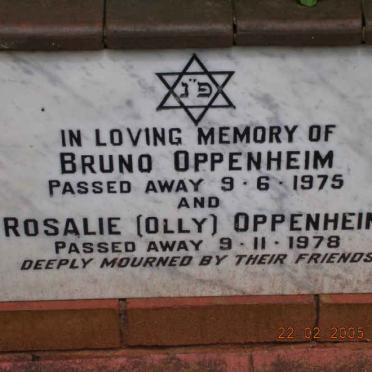 פ"נ
IN LOVING MEMORY OF
BRUNO OPPENHEIM
PASSED AWAY 9·6·1975
AND
ROSALIE (OLLY) OPPENHEIM
PASSED AWAY 9·11·1978
DEEPLY MOURNED BY THEIR FRIENDS
22 02 2005